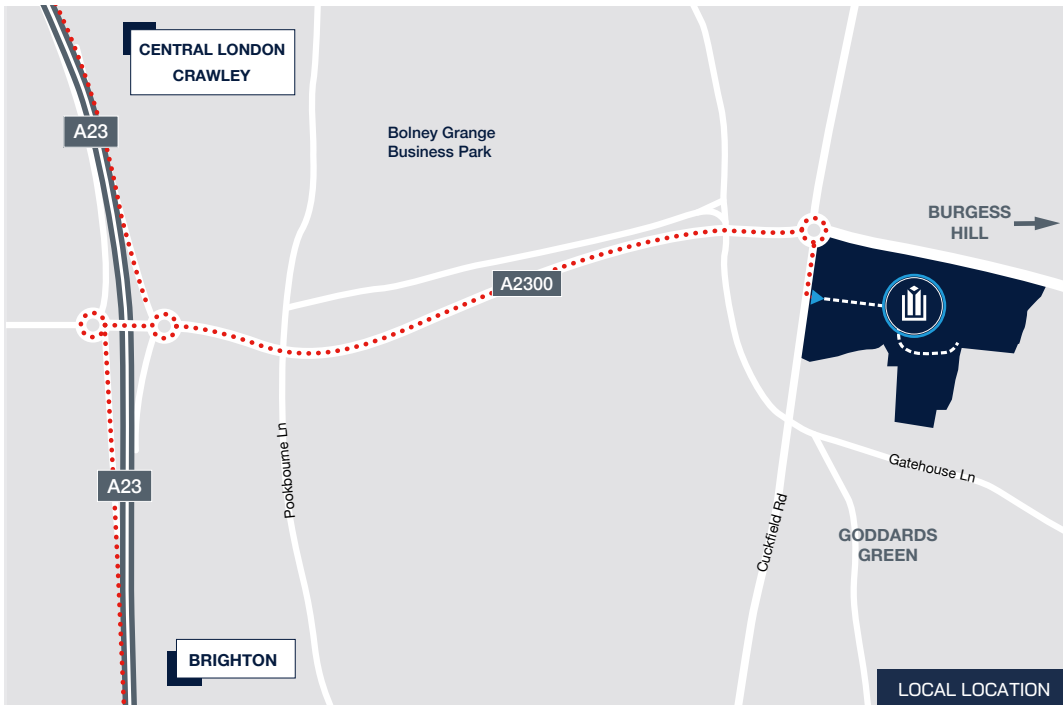 CENTRAL LONDON
CRAWLEY
A23
Bolney Grange
Business Park
BURGESS
HILL
A2300
Pookbourne Ln
A23
Gatehouse Ln
Cuckfield Rd
GODDARDS
GREEN
BRIGHTON
LOCAL LOCATION